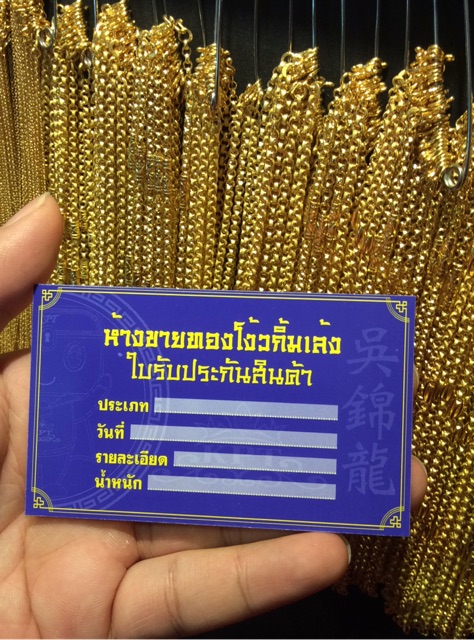 ห้างขายทองโง้วกิ้มเล้ง
ใบรับประกันสินค้า
ประเภท
วันที่
รายละเอียด
น้ำหนัก
吳錦龍